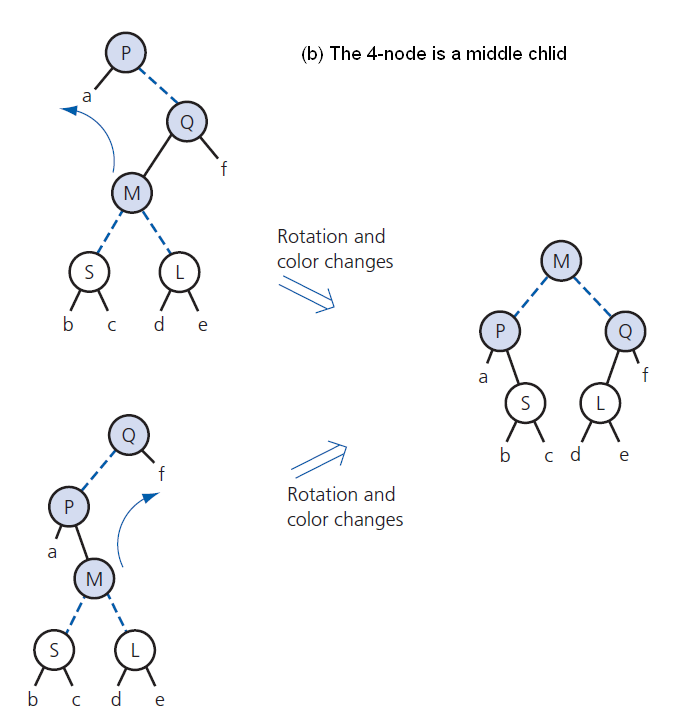 P
(b) The 4-node is a middle chlid
a
Q
f
M
S
L
b c d e
Rotation and
color changes
M
P
Q
a
f
S
L
b c d e
Q
f
P
a
M
S
L
b c d e
Rotation and
color changes